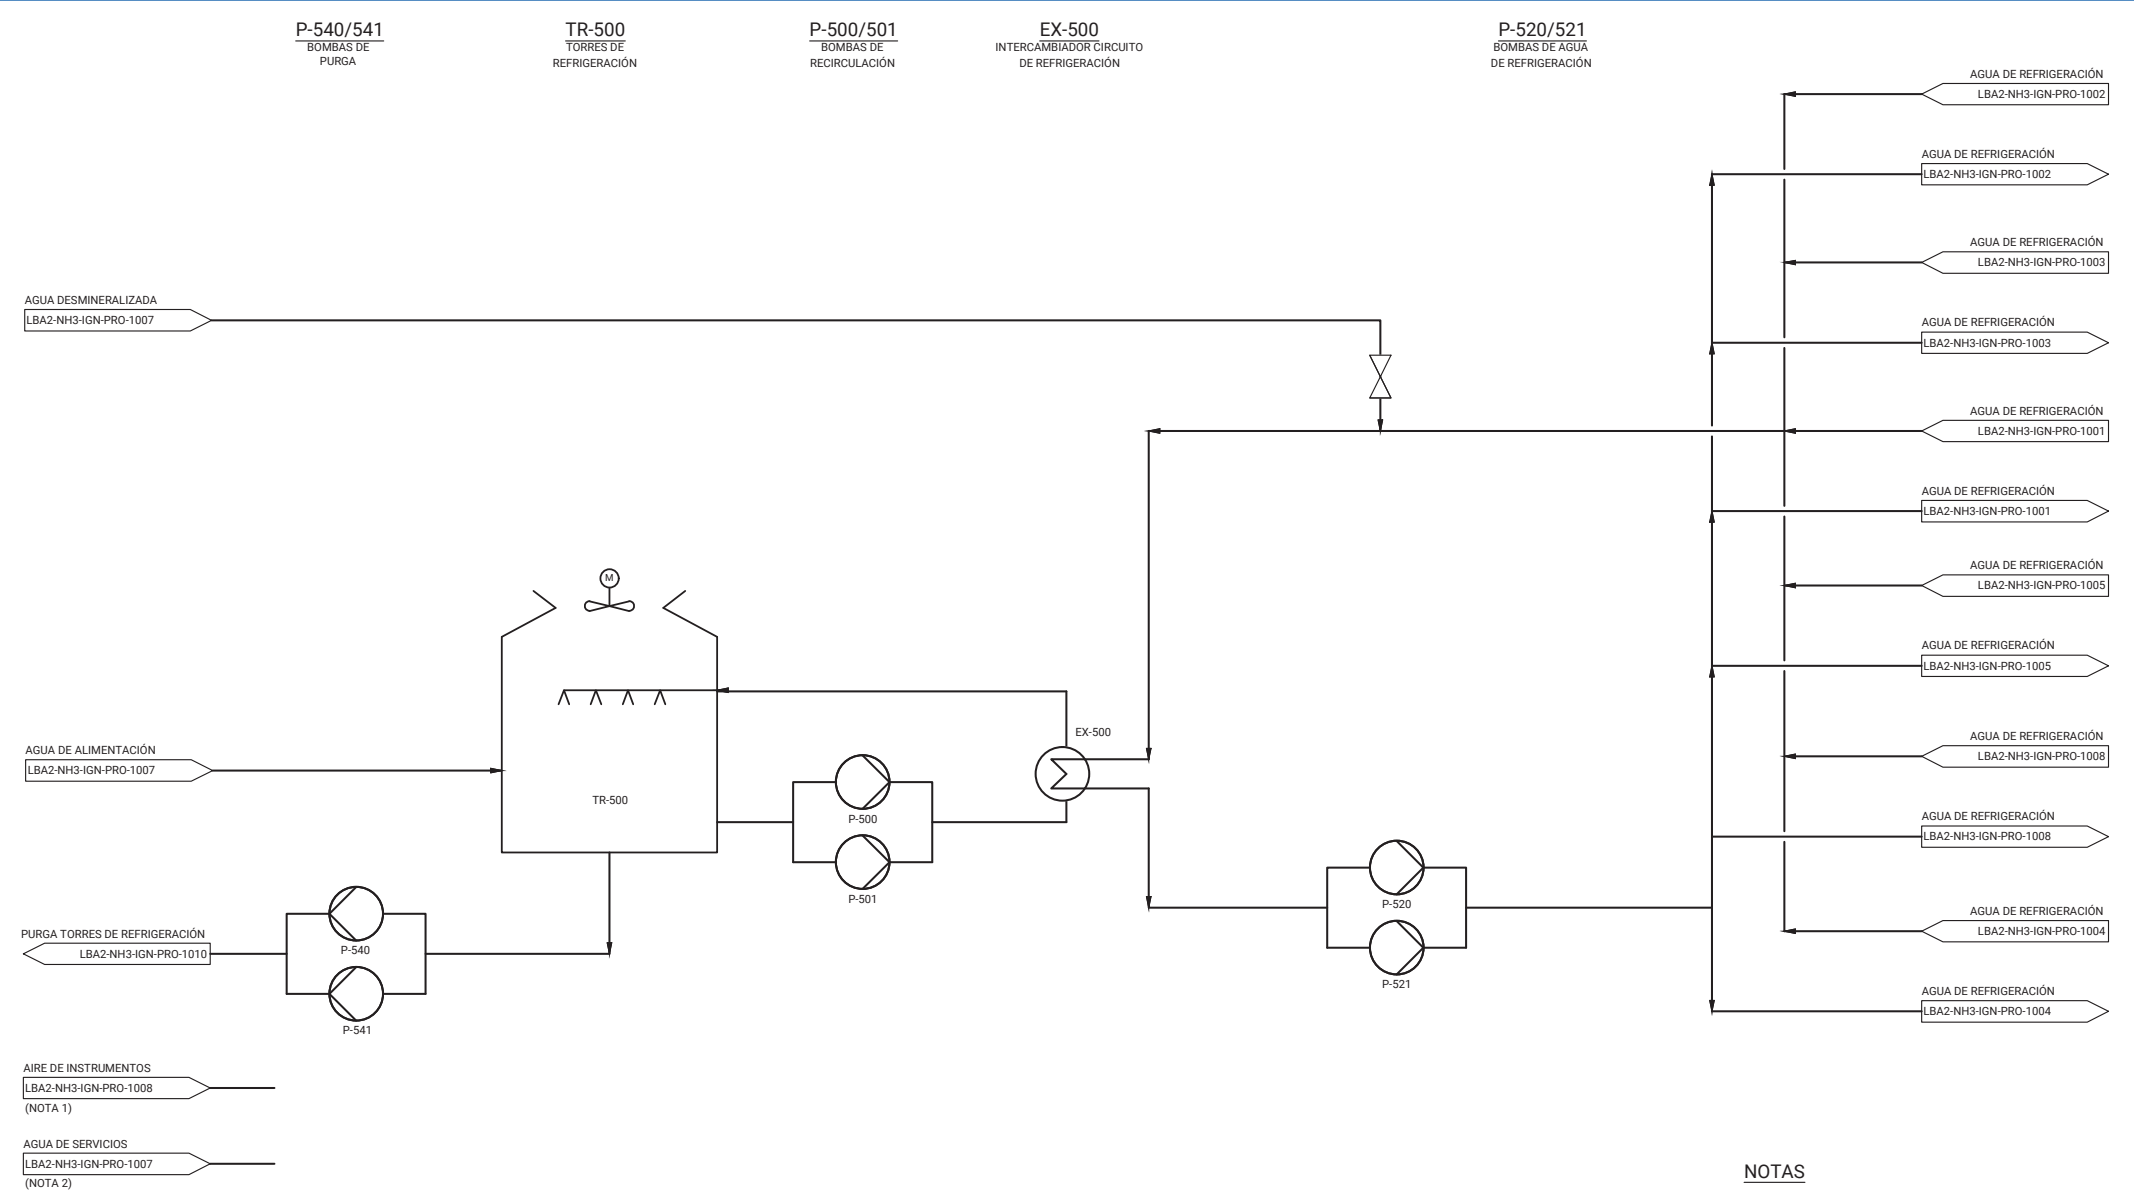 P-540/541
BOMBAS DE
PURGA
TR-500
TORRES DE
REFRIGERACIÓN
P-500/501
BOMBAS DE
RECIRCULACIÓN
EX-500
INTERCAMBIADOR CIRCUITO
DE REFRIGERACIÓN
P-520/521
BOMBAS DE AGUA
DE REFRIGERACIÓN
AGUA DE REFRIGERACIÓN
LBA2-NH3-IGN-PRO-1002
AGUA DE REFRIGERACIÓN
LBA2-NH3-IGN-PRO-1002
AGUA DE REFRIGERACIÓN
LBA2-NH3-IGN-PRO-1003
AGUA DESMINERALIZADA
LBA2-NH3-IGN-PRO-1007
AGUA DE REFRIGERACIÓN
LBA2-NH3-IGN-PRO-1003
AGUA DE REFRIGERACIÓN
LBA2-NH3-IGN-PRO-1001
AGUA DE REFRIGERACIÓN
LBA2-NH3-IGN-PRO-1001
AGUA DE REFRIGERACIÓN
LBA2-NH3-IGN-PRO-1005
M
AGUA DE REFRIGERACIÓN
LBA2-NH3-IGN-PRO-1005
EX-500
AGUA DE REFRIGERACIÓN
LBA2-NH3-IGN-PRO-1008
AGUA DE ALIMENTACIÓN
LBA2-NH3-IGN-PRO-1007
TR-500
P-500
AGUA DE REFRIGERACIÓN
LBA2-NH3-IGN-PRO-1008
P-501
P-520
AGUA DE REFRIGERACIÓN
LBA2-NH3-IGN-PRO-1004
PURGA TORRES DE REFRIGERACIÓN
LBA2-NH3-IGN-PRO-1010
P-540
P-521
AGUA DE REFRIGERACIÓN
LBA2-NH3-IGN-PRO-1004
P-541
AIRE DE INSTRUMENTOS
LBA2-NH3-IGN-PRO-1008
(NOTA 1)
AGUA DE SERVICIOS
LBA2-NH3-IGN-PRO-1007
(NOTA 2)
NOTAS